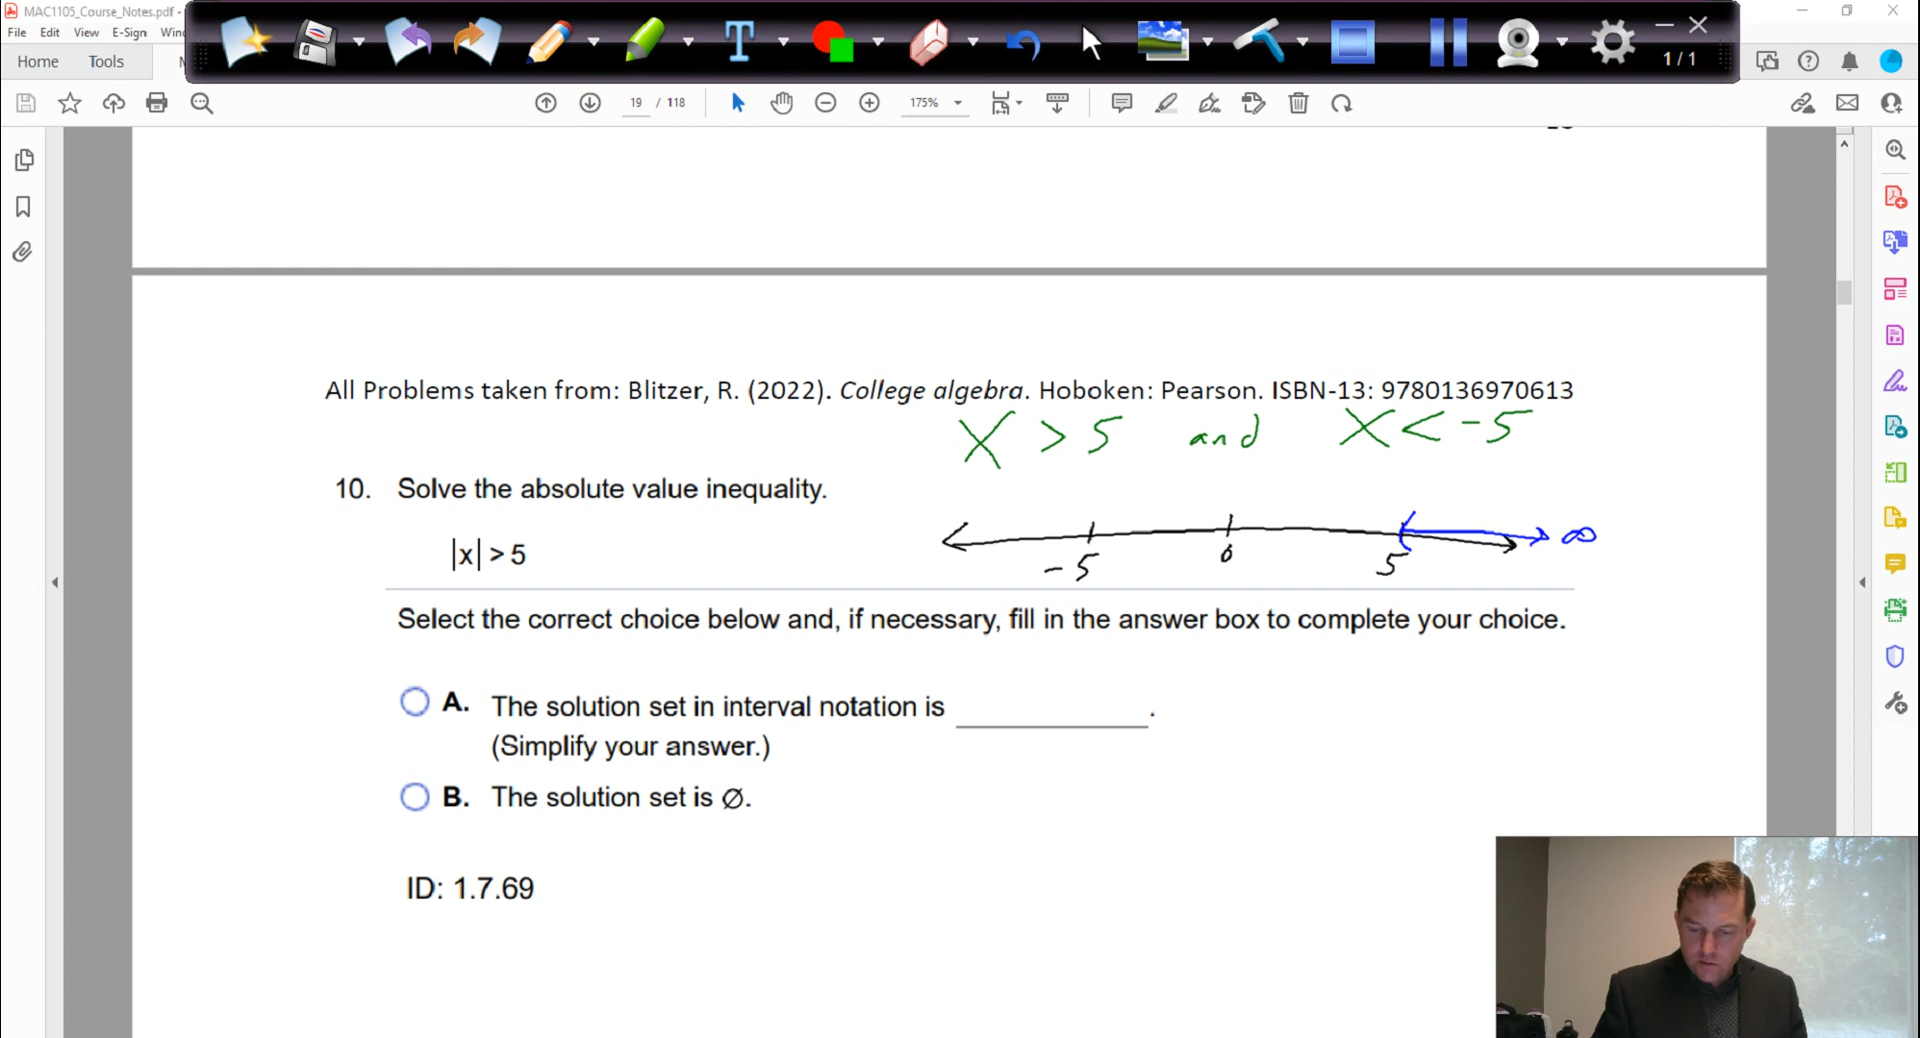 MAC1105_Course_Notes.pdf -
File Edit View E-Sign Win
1/1
Home Tools
19 / 118 175%
All Problems taken from: Blitzer, R. (2022). College algebra. Hoboken: Pearson. ISBN-13: 9780136970613
X > 5 and X < -5
10. Solve the absolute value inequality.
|x| > 5
-5 0 5 ∞
Select the correct choice below and, if necessary, fill in the answer box to complete your choice.
A. The solution set in interval notation is ____________.
(Simplify your answer.)
B. The solution set is ∅.
ID: 1.7.69